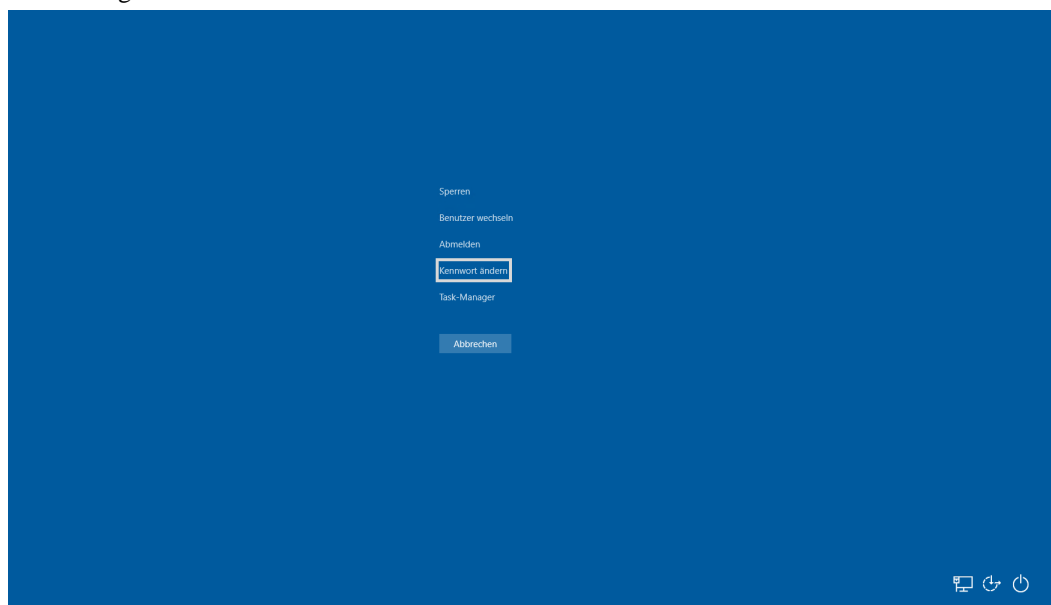 Sperren
Benutzer wechseln
Abmelden
Kennwort ändern
Task-Manager
Abbrechen